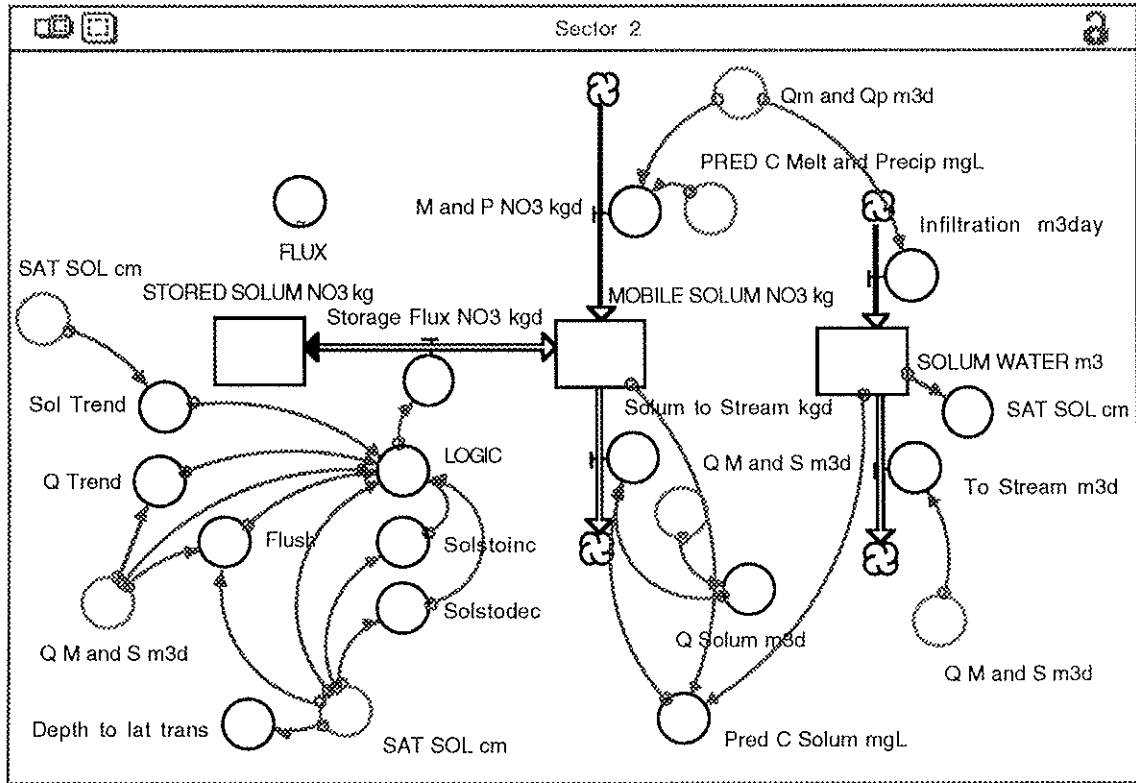 Sector 2
Qm and Qp m3d
PRED C Melt and Precip mgL
M and P NO3 kgd
Infiltration m3day
FLUX
SAT SOL cm
STORED SOLUM NO3 kg
MOBILE SOLUM NO3 kg
Storage Flux NO3 kgd
SOLUM WATER m3
Sol Trend
Solum to Stream kgd
SAT SOL cm
LOGIC
Q M and S m3d
Q Trend
To Stream m3d
Flush
Solstoinc
Solstodec
Q Solum m3d
Q M and S m3d
Q M and S m3d
Depth to lat trans
SAT SOL cm
Pred C Solum mgL